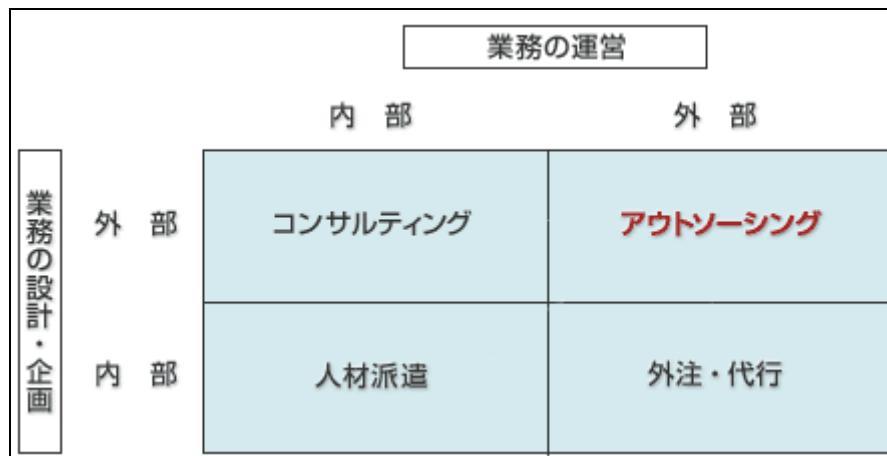 業務の運営
内 部
外 部
業務の設計・企画
外 部
コンサルティング
アウトソーシング
内 部
人材派遣
外注・代行